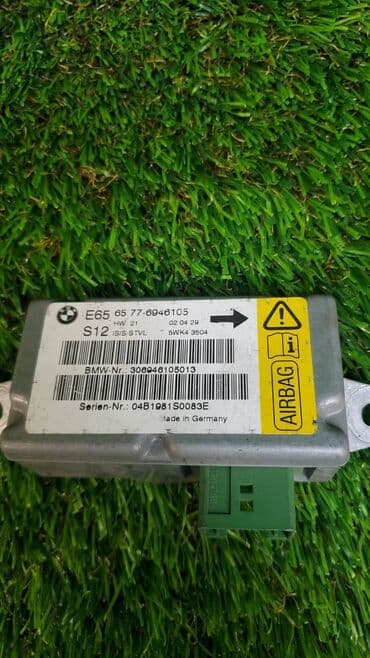 E65 65 77-6946105
HW: 21 02 04 29
S12 ISIS STVL 5WK4 3504
BMW-Nr.: 306946105013
Serien-Nr.: 04B1981S0083E
Made in Germany
AIRBAG
i